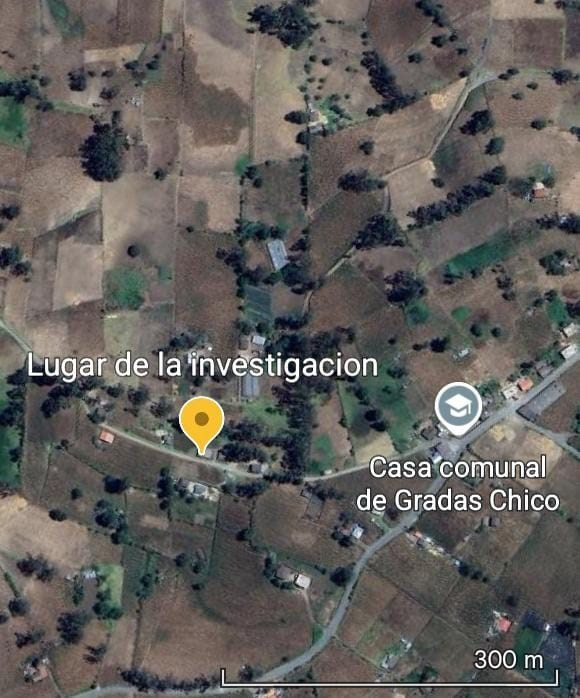 Lugar de la investigacion
Casa comunal
de Gradas Chico
300 m